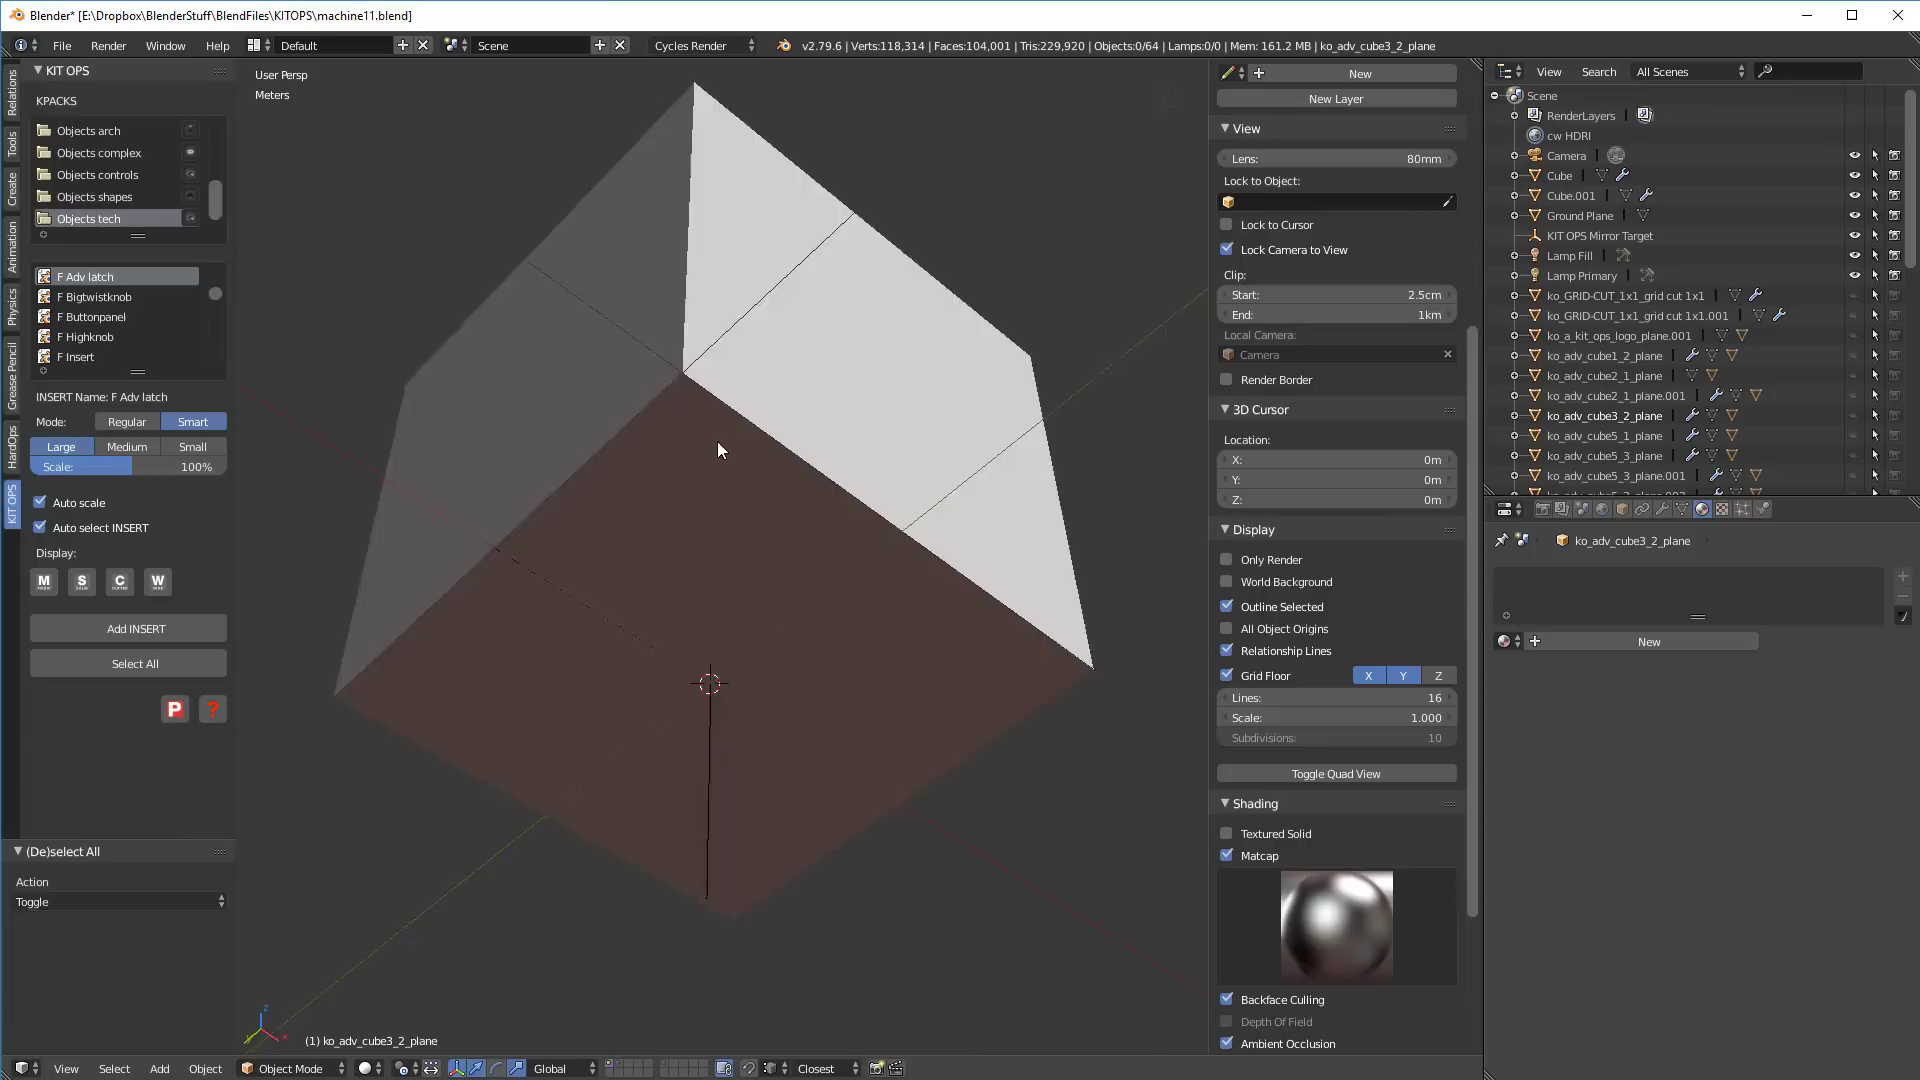 Blender* [E:\Dropbox\BlenderStuff\BlendFiles\KITOPS\machine11.blend]
File Render Window Help Default Scene Cycles Render v2.79.6 | Verts:118,314 | Faces:104,001 | Tris:229,920 | Objects:0/64 | Lamps:0/0 | Mem: 161.2 MB | ko_adv_cube3_2_plane
Relations
Tools
Create
Animation
Physics
Grease Pencil
HardOps
KIT OPS
KIT OPS
KPACKS
Objects arch
Objects complex
Objects controls
Objects shapes
Objects tech
F Adv latch
F Bigtwistknob
F Buttonpanel
F Highknob
F Insert
INSERT Name: F Adv latch
Mode: Regular Smart
Large Medium Small
Scale: 100%
Auto scale
Auto select INSERT
Display:
M S C W
Add INSERT
Select All
P ?
(De)select All
Action
Toggle
User Persp
Meters
z
x
y
(1) ko_adv_cube3_2_plane
View Select Add Object Object Mode Global Closest
New
New Layer
View
Lens: 80mm
Lock to Object:
Lock to Cursor
Lock Camera to View
Clip:
Start: 2.5cm
End: 1km
Local Camera:
Camera
Render Border
3D Cursor
Location:
X: 0m
Y: 0m
Z: 0m
Display
Only Render
World Background
Outline Selected
All Object Origins
Relationship Lines
Grid Floor X Y Z
Lines: 16
Scale: 1.000
Subdivisions: 10
Toggle Quad View
Shading
Textured Solid
Matcap
Backface Culling
Depth Of Field
Ambient Occlusion
View Search All Scenes
Scene
RenderLayers
cw HDRI
Camera
Cube
Cube.001
Ground Plane
KIT OPS Mirror Target
Lamp Fill
Lamp Primary
ko_GRID-CUT_1x1_grid cut 1x1
ko_GRID-CUT_1x1_grid cut 1x1.001
ko_a_kit_ops_logo_plane.001
ko_adv_cube1_2_plane
ko_adv_cube2_1_plane
ko_adv_cube2_1_plane.001
ko_adv_cube3_2_plane
ko_adv_cube5_1_plane
ko_adv_cube5_3_plane
ko_adv_cube5_3_plane.001
ko_adv_cube3_2_plane
New